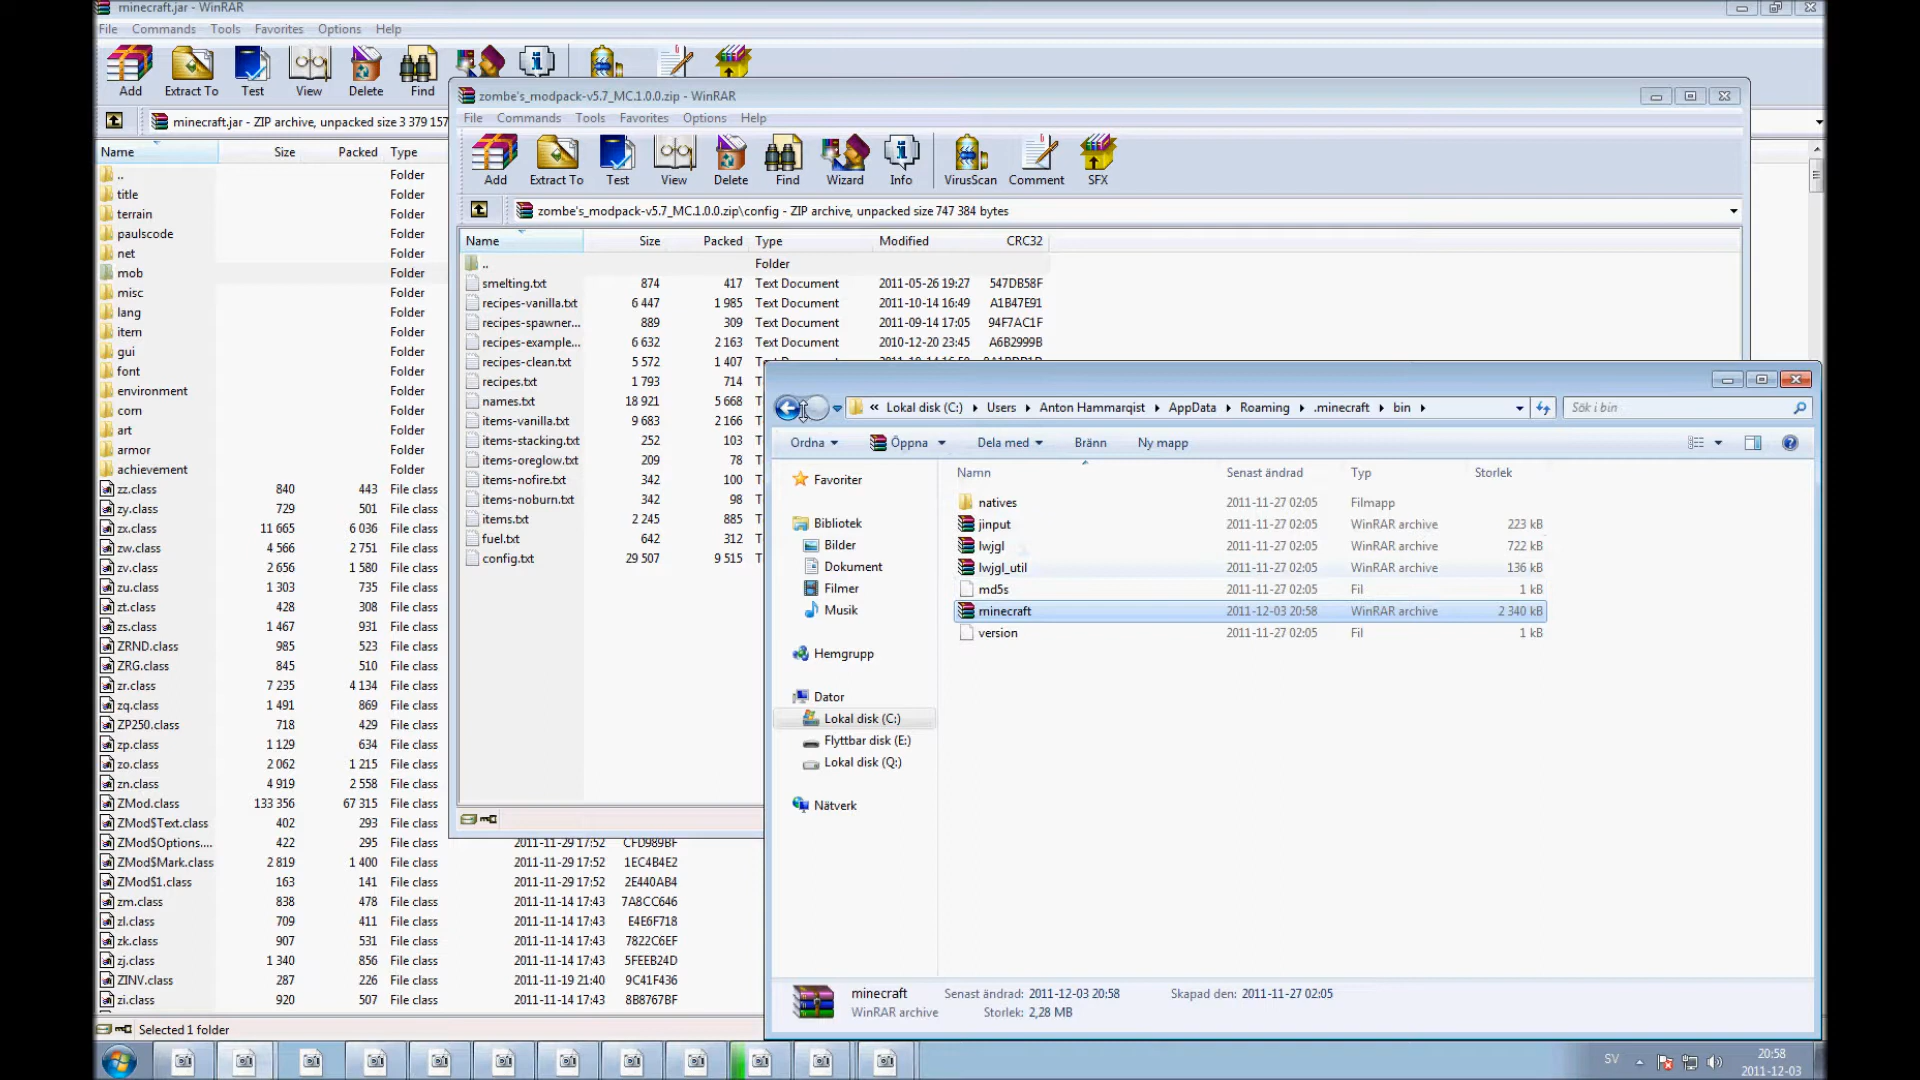 minecraft.jar - WinRAR
File Commands Tools Favorites Options Help
Add Extract To Test View Delete Find
minecraft.jar - ZIP archive, unpacked size 3 379 157
Name Size Packed Type
.. Folder
title Folder
terrain Folder
paulscode Folder
net Folder
mob Folder
misc Folder
lang Folder
item Folder
gui Folder
font Folder
environment Folder
com Folder
art Folder
armor Folder
achievement Folder
zz.class 840 443 File class
zy.class 729 501 File class
zx.class 11 665 6 036 File class
zw.class 4 566 2 751 File class
zv.class 2 656 1 580 File class
zu.class 1 303 735 File class
zt.class 428 308 File class
zs.class 1 467 931 File class
ZRND.class 985 523 File class
ZRG.class 845 510 File class
zr.class 7 235 4 134 File class
zq.class 1 491 869 File class
ZP250.class 718 429 File class
zp.class 1 129 634 File class
zo.class 2 062 1 215 File class
zn.class 4 919 2 558 File class
ZMod.class 133 356 67 315 File class
ZMod$Text.class 402 293 File class
ZMod$Options.... 422 295 File class 2011-11-29 17:52 CFD989BF
ZMod$Mark.class 2 819 1 400 File class 2011-11-29 17:52 1EC4B4E2
ZMod$1.class 163 141 File class 2011-11-29 17:52 2E440AB4
zm.class 838 478 File class 2011-11-14 17:43 7A8CC646
zl.class 709 411 File class 2011-11-14 17:43 E4E6F718
zk.class 907 531 File class 2011-11-14 17:43 7822C6EF
zj.class 1 340 856 File class 2011-11-14 17:43 5FEEB24D
ZINV.class 287 226 File class 2011-11-19 21:40 9C41F436
zi.class 920 507 File class 2011-11-14 17:43 8B8767BF
Selected 1 folder
zombe's_modpack-v5.7_MC.1.0.0.zip - WinRAR
File Commands Tools Favorites Options Help
Add Extract To Test View Delete Find Wizard Info VirusScan Comment SFX
zombe's_modpack-v5.7_MC.1.0.0.zip\config - ZIP archive, unpacked size 747 384 bytes
Name Size Packed Type Modified CRC32
.. Folder
smelting.txt 874 417 Text Document 2011-05-26 19:27 547DB58F
recipes-vanilla.txt 6 447 1 985 Text Document 2011-10-14 16:49 A1B47E91
recipes-spawner... 889 309 Text Document 2011-09-14 17:05 94F7AC1F
recipes-example... 6 632 2 163 Text Document 2010-12-20 23:45 A6B2999B
recipes-clean.txt 5 572 1 407 Text Document
recipes.txt 1 793 714 T
names.txt 18 921 5 668 T
items-vanilla.txt 9 683 2 166 T
items-stacking.txt 252 103 T
items-oreglow.txt 209 78 T
items-nofire.txt 342 100 T
items-noburn.txt 342 98 T
items.txt 2 245 885 T
fuel.txt 642 312 T
config.txt 29 507 9 515 T
« Lokal disk (C:) Users Anton Hammarqist AppData Roaming .minecraft bin
Sök i bin
Ordna Öppna Dela med Bränn Ny mapp
Favoriter
Bibliotek
Bilder
Dokument
Filmer
Musik
Hemgrupp
Dator
Lokal disk (C:)
Flyttbar disk (E:)
Lokal disk (Q:)
Nätverk
Namn Senast ändrad Typ Storlek
natives 2011-11-27 02:05 Filmapp
jinput 2011-11-27 02:05 WinRAR archive 223 kB
lwjgl 2011-11-27 02:05 WinRAR archive 722 kB
lwjgl_util 2011-11-27 02:05 WinRAR archive 136 kB
md5s 2011-11-27 02:05 Fil 1 kB
minecraft 2011-12-03 20:58 WinRAR archive 2 340 kB
version 2011-11-27 02:05 Fil 1 kB
minecraft Senast ändrad: 2011-12-03 20:58 Skapad den: 2011-11-27 02:05
WinRAR archive Storlek: 2,28 MB
SV
20:58
2011-12-03